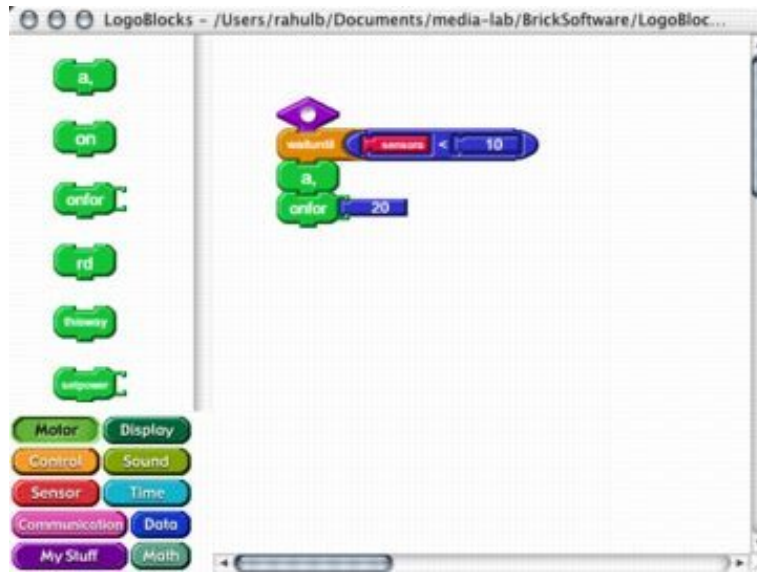 LogoBlocks – /Users/rahulb/Documents/media-lab/BrickSoftware/LogoBloc...
a,
on
onfor
rd
thisway
setpower
waituntil sensors < 10
a,
onfor 20
Motor Display
Control Sound
Sensor Time
Communication Data
My Stuff Math